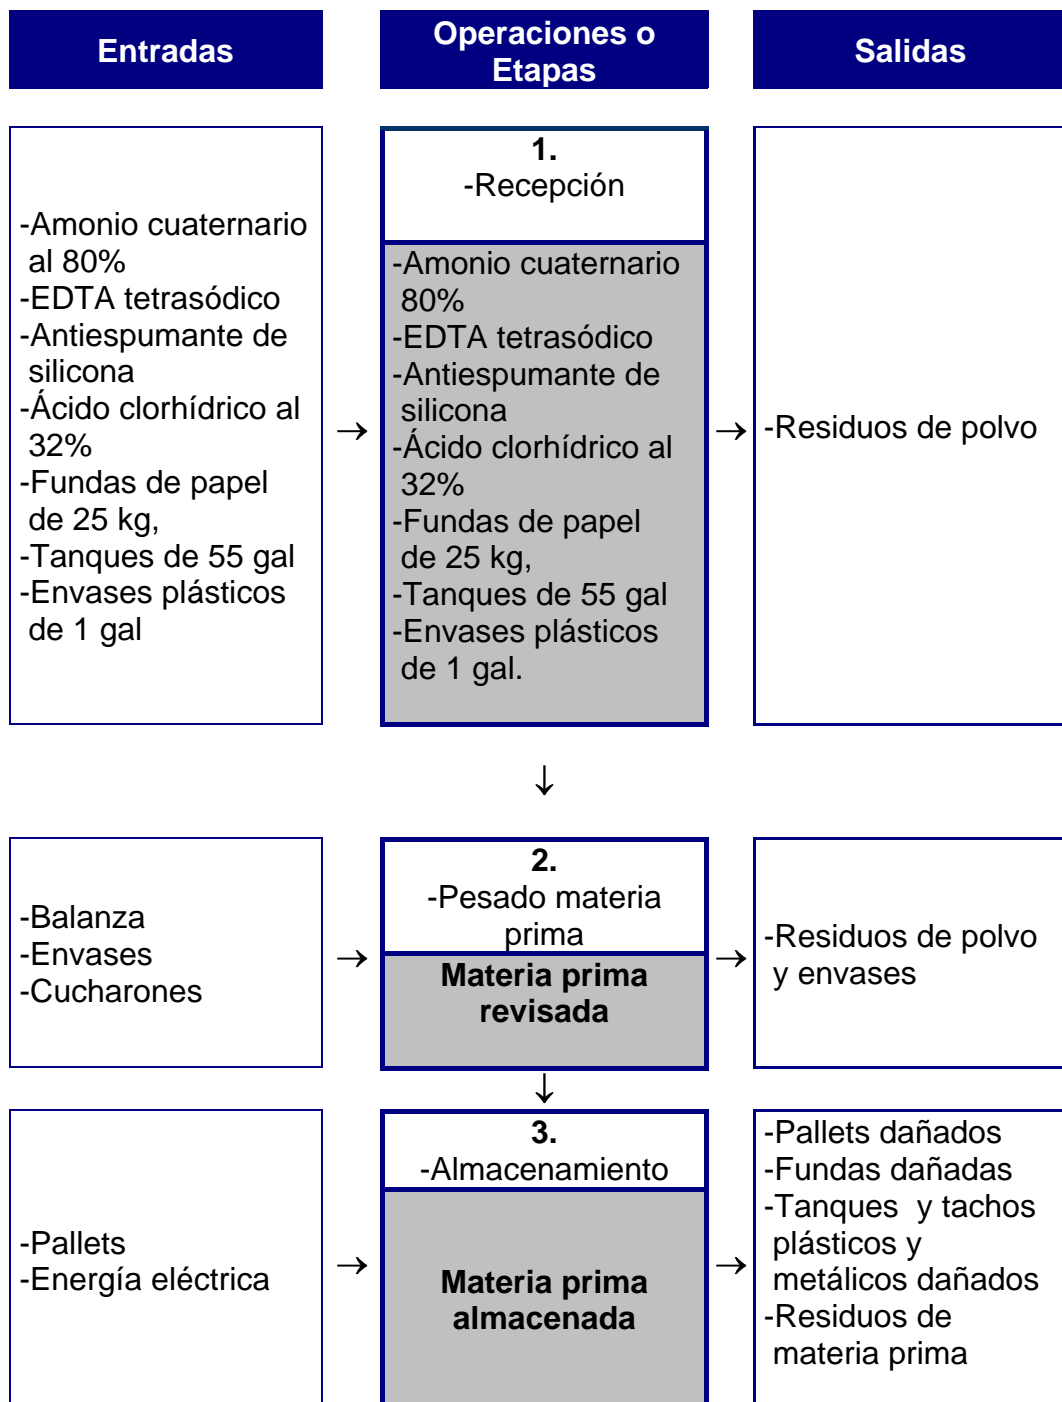 Entradas
Operaciones o
Etapas
Salidas
-Amonio cuaternario
al 80%
-EDTA tetrasódico
-Antiespumante de
silicona
-Ácido clorhídrico al
32%
-Fundas de papel
de 25 kg,
-Tanques de 55 gal
-Envases plásticos
de 1 gal
→
1.
-Recepción
-Amonio cuaternario
80%
-EDTA tetrasódico
-Antiespumante de
silicona
-Ácido clorhídrico al
32%
-Fundas de papel
de 25 kg,
-Tanques de 55 gal
-Envases plásticos
de 1 gal.
→
-Residuos de polvo
↓
-Balanza
-Envases
-Cucharones
→
2.
-Pesado materia
prima
Materia prima
revisada
→
-Residuos de polvo
y envases
↓
-Pallets
-Energía eléctrica
→
3.
-Almacenamiento
Materia prima
almacenada
→
-Pallets dañados
-Fundas dañadas
-Tanques y tachos
plásticos y
metálicos dañados
-Residuos de
materia prima